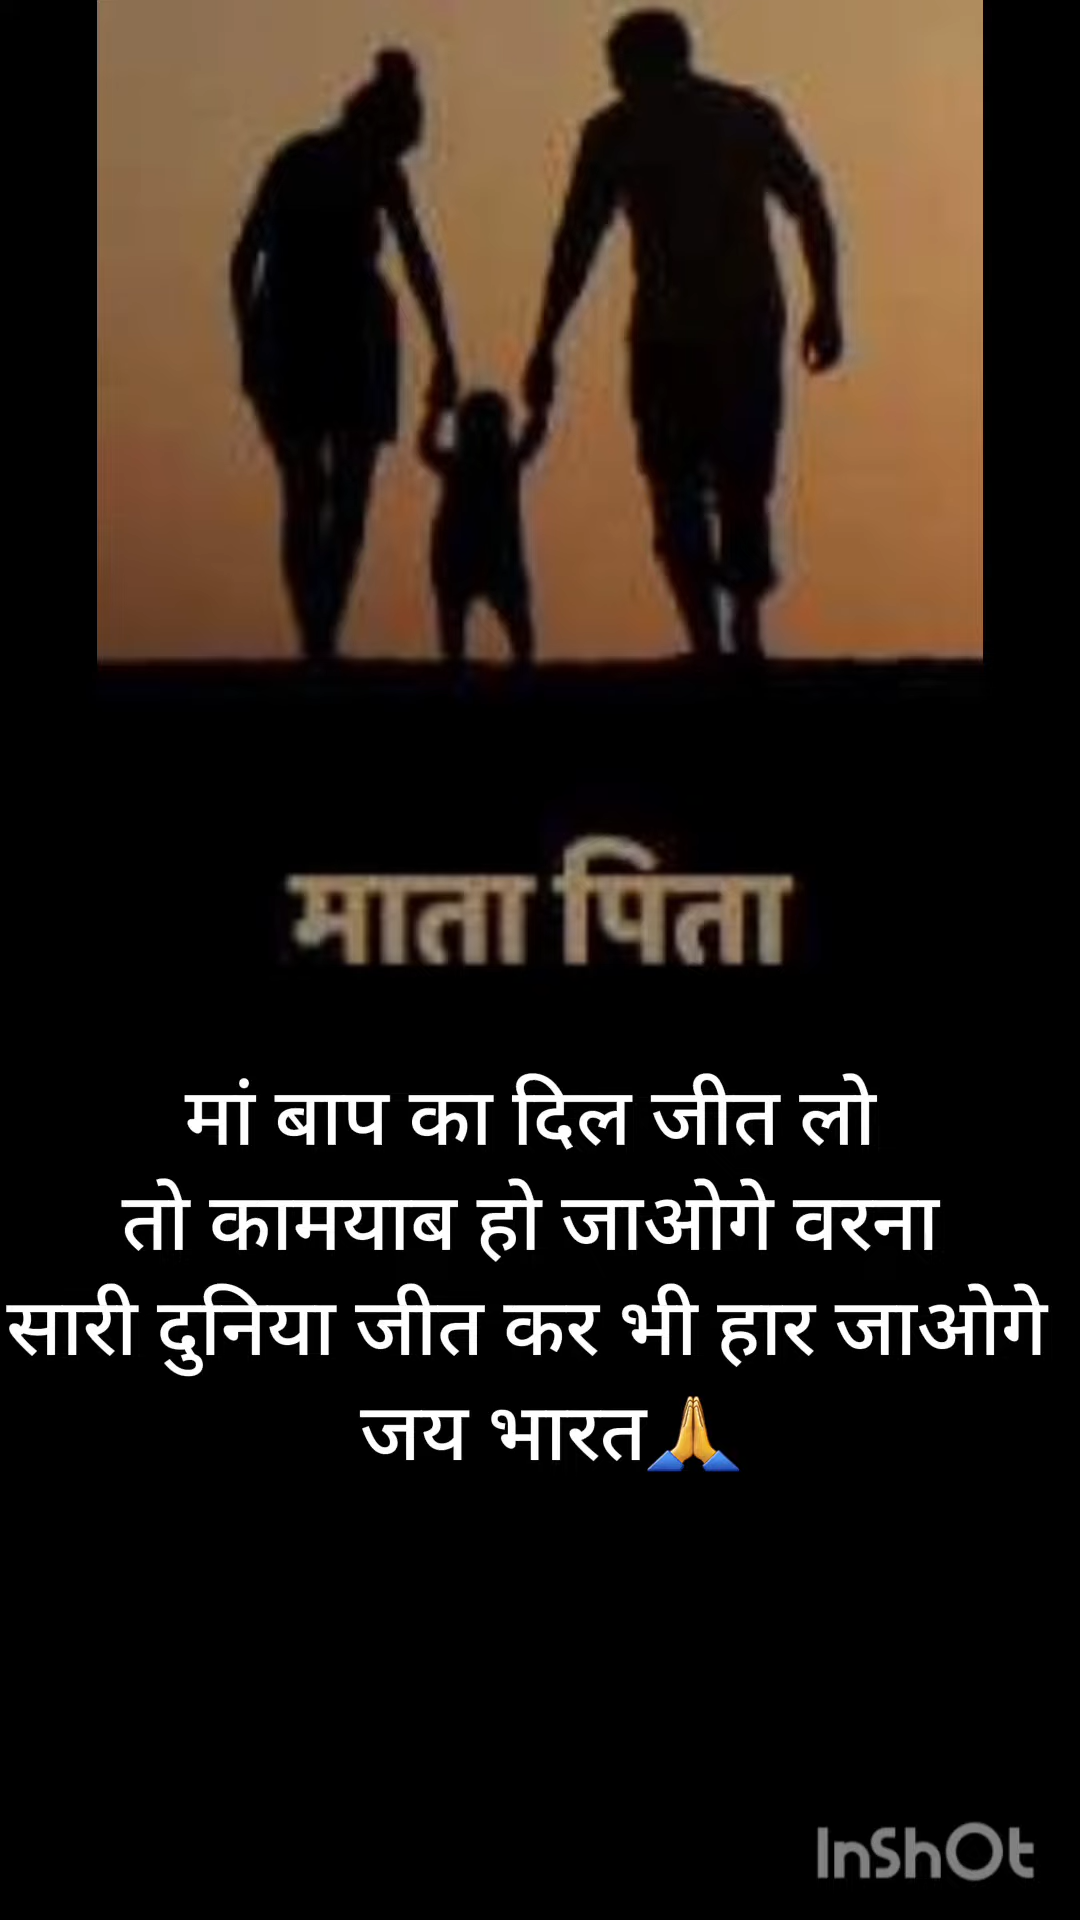 माता पिता
मां बाप का दिल जीत लो
तो कामयाब हो जाओगे वरना
सारी दुनिया जीत कर भी हार जाओगे
जय भारत🙏
InShOt